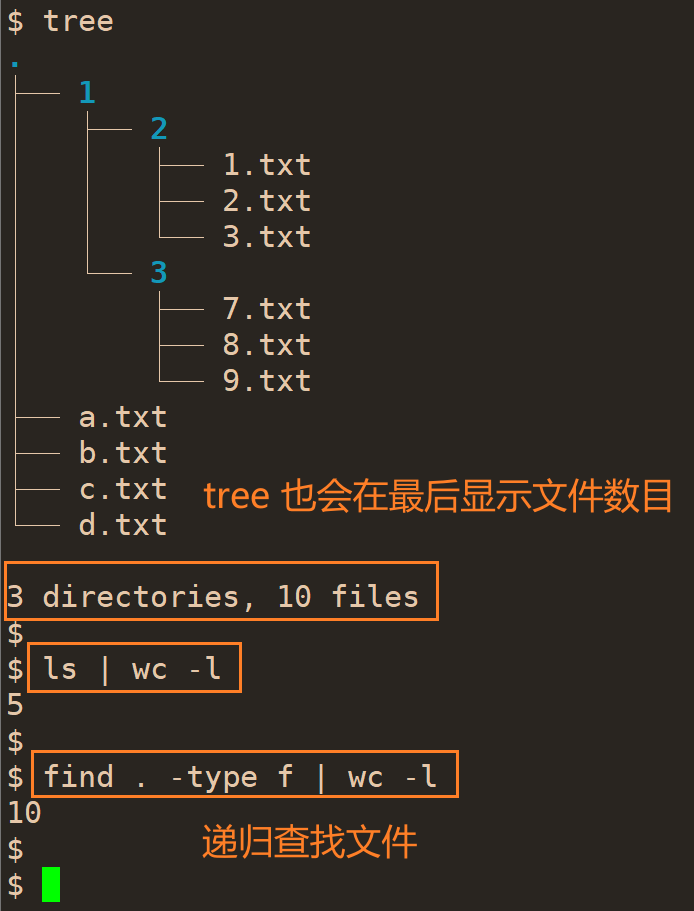 $ tree
.
├── 1
│   ├── 2
│   │   ├── 1.txt
│   │   ├── 2.txt
│   │   └── 3.txt
│   └── 3
│       ├── 7.txt
│       ├── 8.txt
│       └── 9.txt
├── a.txt
├── b.txt
├── c.txt
└── d.txt
tree 也会在最后显示文件数目
3 directories, 10 files
$
$ ls | wc -l
5
$
$ find . -type f | wc -l
10
递归查找文件
$
$